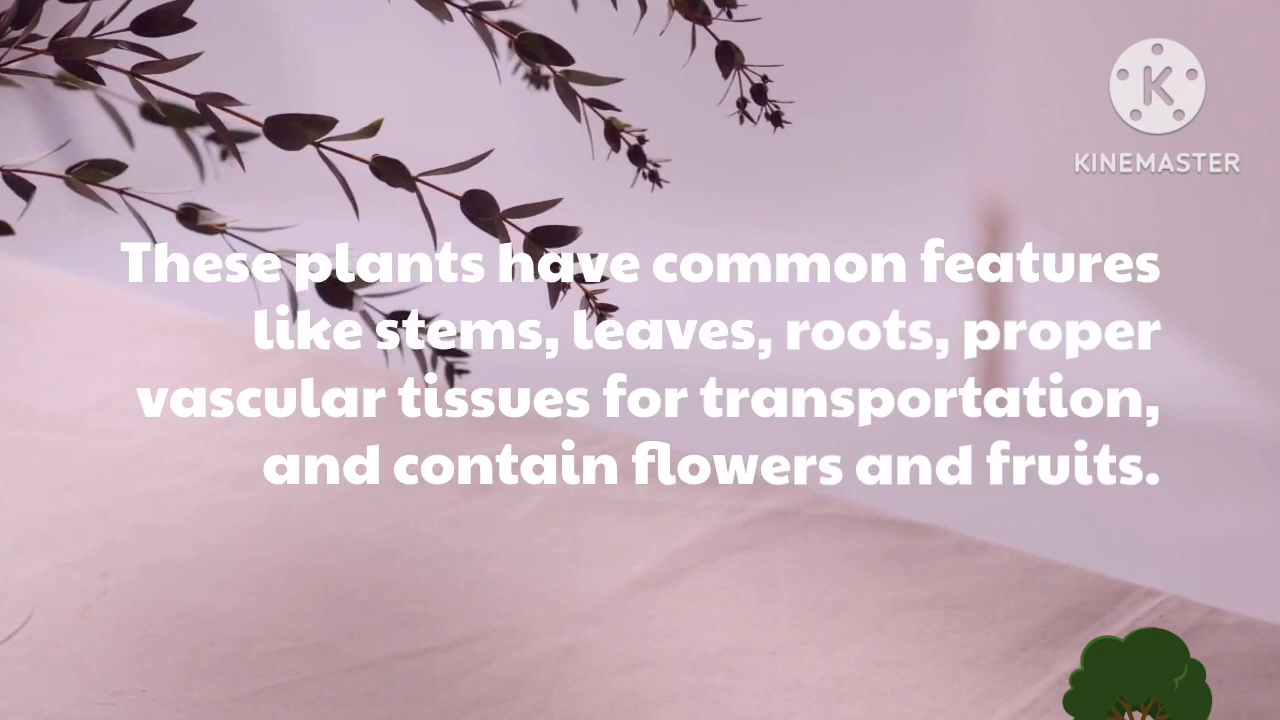 KINEMASTER
These plants have common features
like stems, leaves, roots, proper
vascular tissues for transportation,
and contain flowers and fruits.